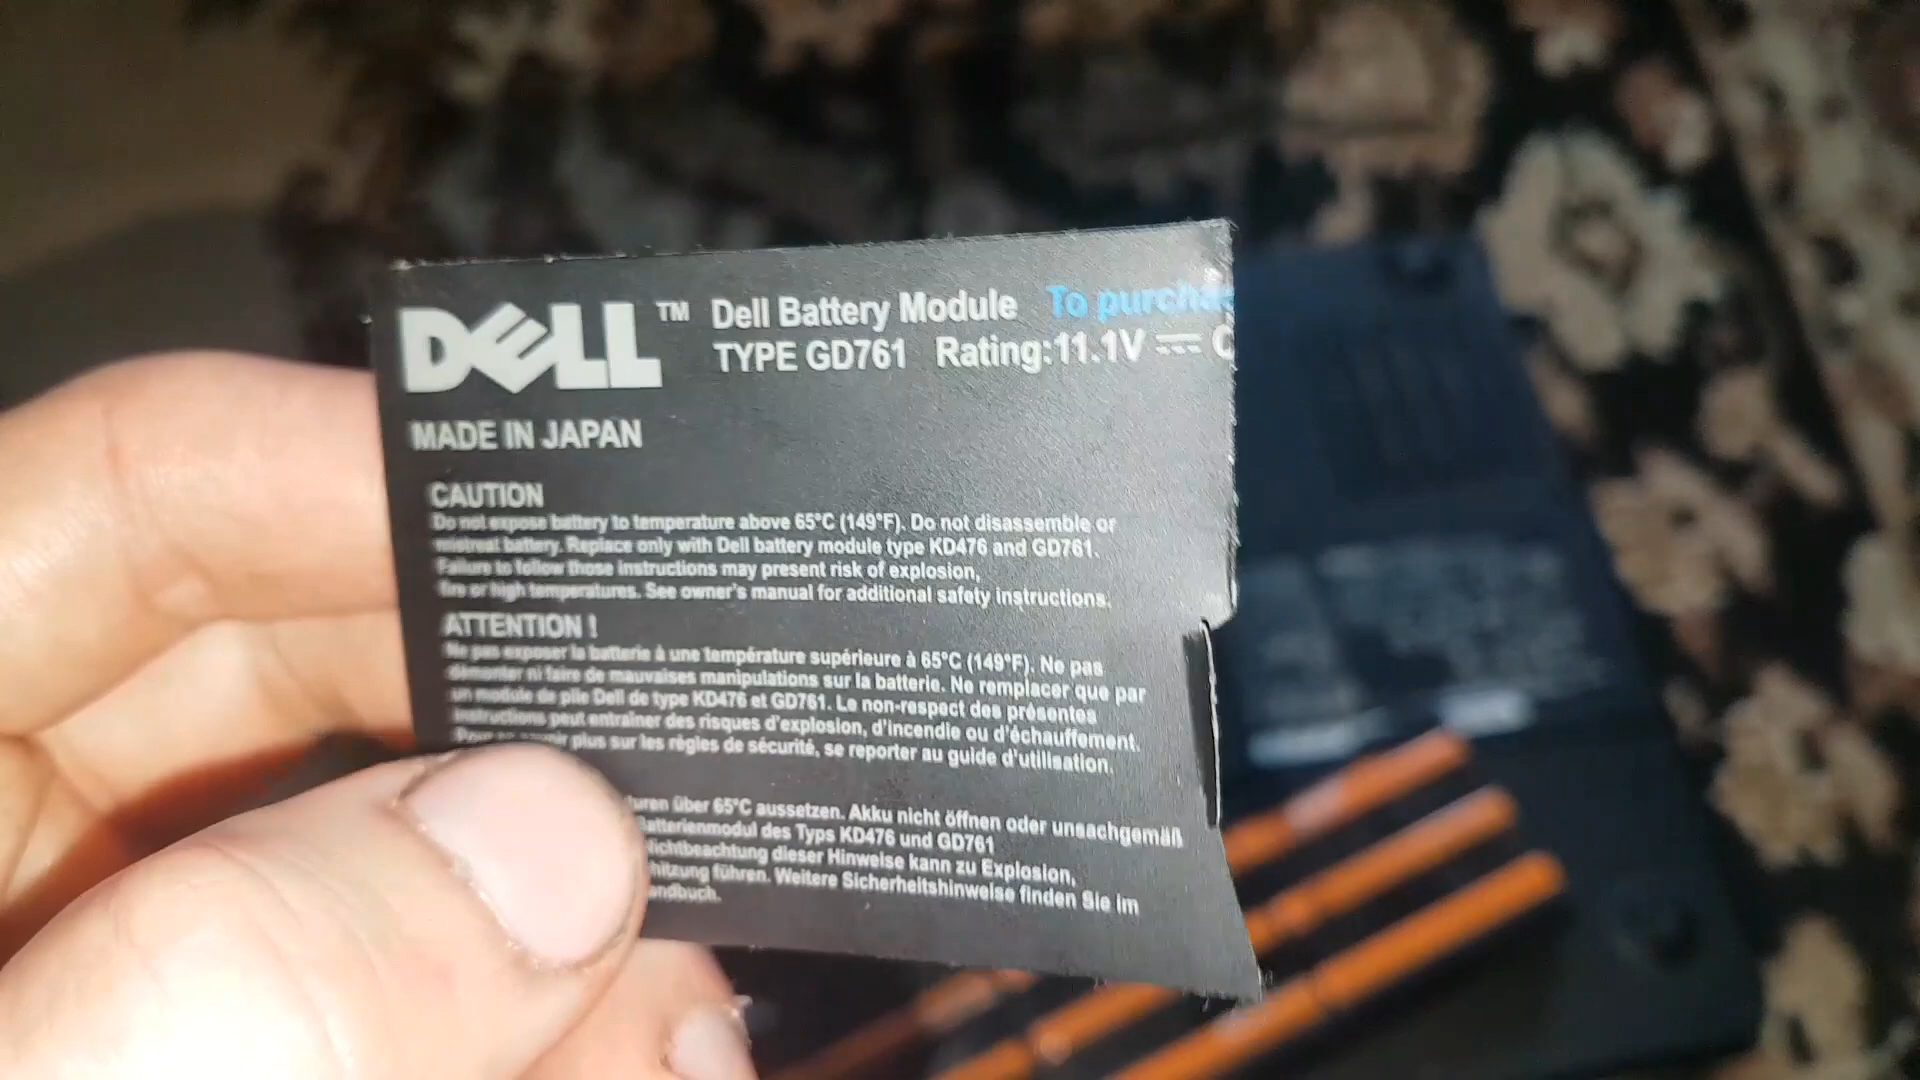 DELL™ Dell Battery Module To purcha
TYPE GD761 Rating:11.1V ⎓ C
MADE IN JAPAN
CAUTION
Do not expose battery to temperature above 65°C (149°F). Do not disassemble or
mistreat battery. Replace only with Dell battery module type KD476 and GD761.
Failure to follow those instructions may present risk of explosion,
fire or high temperatures. See owner's manual for additional safety instructions.
ATTENTION !
Ne pas exposer la batterie à une température supérieure à 65°C (149°F). Ne pas
démonter ni faire de mauvaises manipulations sur la batterie. Ne remplacer que par
un module de pile Dell de type KD476 et GD761. Le non-respect des présentes
instructions peut entraîner des risques d'explosion, d'incendie ou d'échauffement.
Pour plus sur les règles de sécurité, se reporter au guide d'utilisation.
turen über 65°C aussetzen. Akku nicht öffnen oder unsachgemäß
Batterienmodul des Typs KD476 und GD761
Nichtbeachtung dieser Hinweise kann zu Explosion,
hitzung führen. Weitere Sicherheitshinweise finden Sie im
andbuch.